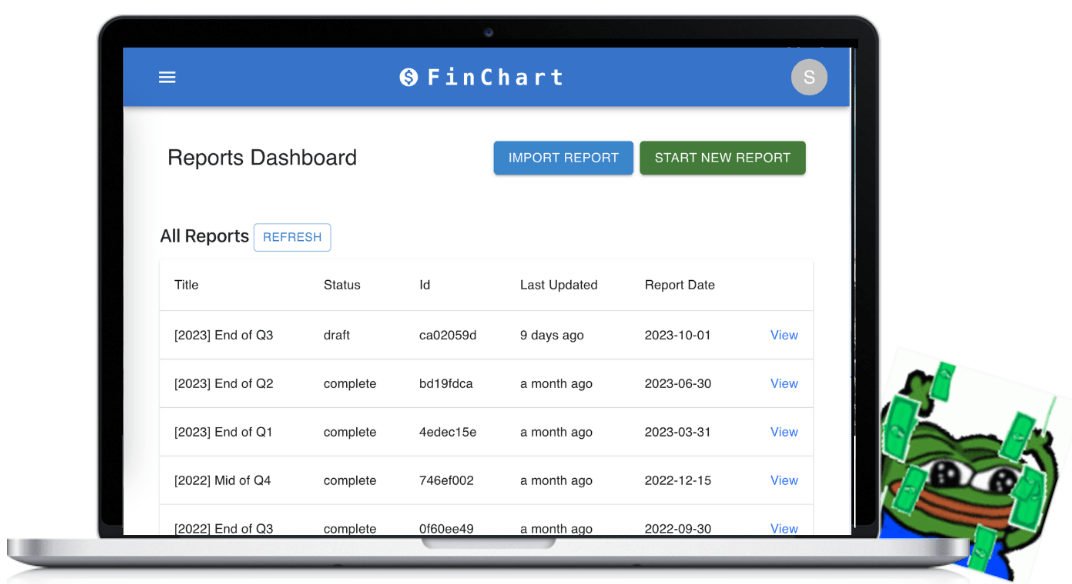 FinChart
S
Reports Dashboard
IMPORT REPORT
START NEW REPORT
All Reports
REFRESH
Title Status Id Last Updated Report Date
[2023] End of Q3 draft ca02059d 9 days ago 2023-10-01 View
[2023] End of Q2 complete bd19fdca a month ago 2023-06-30 View
[2023] End of Q1 complete 4edec15e a month ago 2023-03-31 View
[2022] Mid of Q4 complete 746ef002 a month ago 2022-12-15 View
[2022] End of Q3 complete 0f60ee49 a month ago 2022-09-30 View